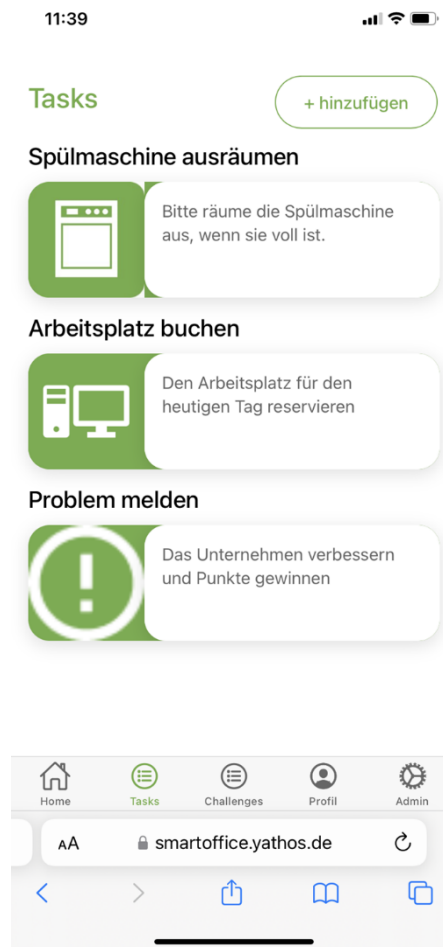 11:39
Tasks
+ hinzufügen
Spülmaschine ausräumen
Bitte räume die Spülmaschine
aus, wenn sie voll ist.
Arbeitsplatz buchen
Den Arbeitsplatz für den
heutigen Tag reservieren
Problem melden
Das Unternehmen verbessern
und Punkte gewinnen
Home Tasks Challenges Profil Admin
AA smartoffice.yathos.de